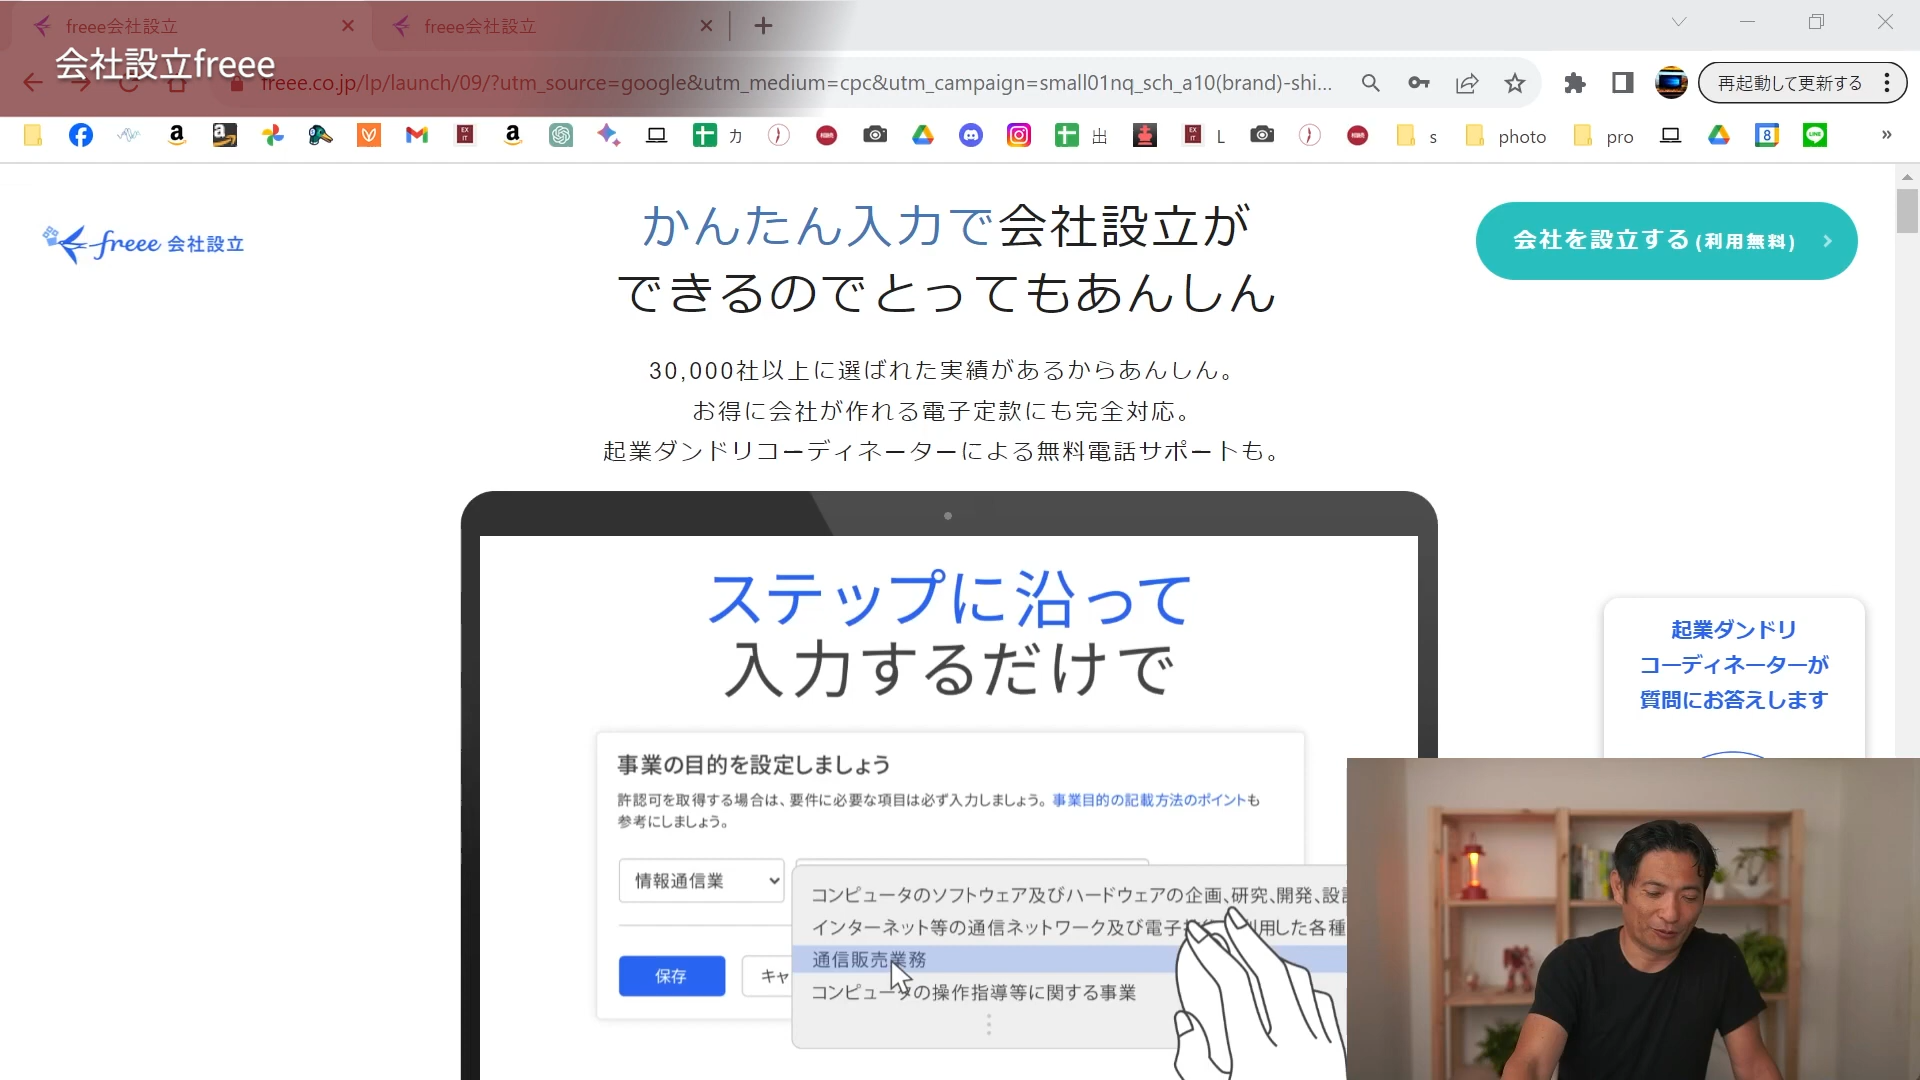 freee会社設立
freee会社設立
会社設立freee
freee.co.jp/lp/launch/09/?utm_source=google&utm_medium=cpc&utm_campaign=small01nq_sch_a10(brand)-shi...
再起動して更新する
カ
出
L
s
photo
pro
»
freee 会社設立
かんたん入力で会社設立が
できるのでとってもあんしん
会社を設立する(利用無料)
30,000社以上に選ばれた実績があるからあんしん。
お得に会社が作れる電子定款にも完全対応。
起業ダンドリコーディネーターによる無料電話サポートも。
ステップに沿って
入力するだけで
起業ダンドリ
コーディネーターが
質問にお答えします
事業の目的を設定しましょう
許認可を取得する場合は、要件に必要な項目は必ず入力しましょう。事業目的の記載方法のポイントも
参考にしましょう。
情報通信業
コンピュータのソフトウェア及びハードウェアの企画、研究、開発、設
インターネット等の通信ネットワーク及び電子 利用した各種
通信販売業務
コンピュータの操作指導等に関する事業
保存
キャ